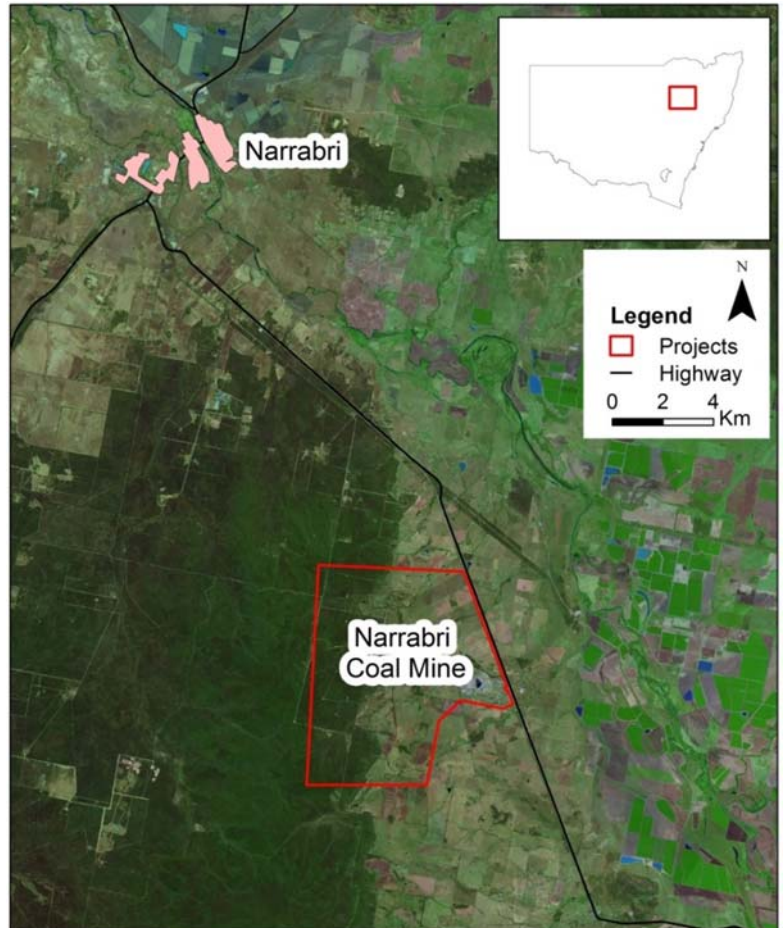 Narrabri
N
Legend
Projects
Highway
0 2 4
Km
Narrabri
Coal Mine